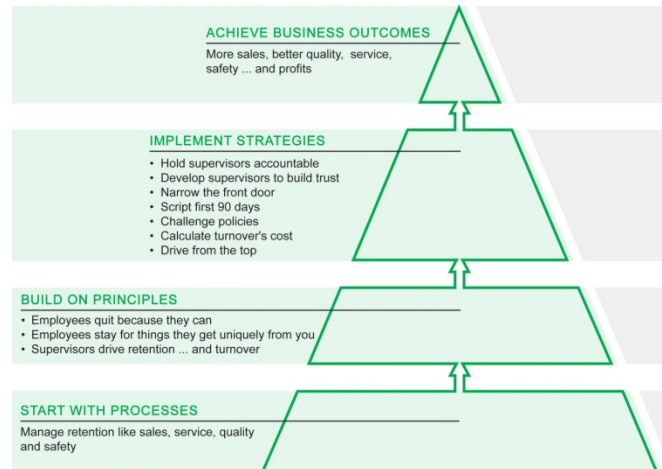 ACHIEVE BUSINESS OUTCOMES
More sales, better quality, service,
safety ... and profits
IMPLEMENT STRATEGIES
• Hold supervisors accountable
• Develop supervisors to build trust
• Narrow the front door
• Script first 90 days
• Challenge policies
• Calculate turnover's cost
• Drive from the top
BUILD ON PRINCIPLES
• Employees quit because they can
• Employees stay for things they get uniquely from you
• Supervisors drive retention ... and turnover
START WITH PROCESSES
Manage retention like sales, service, quality
and safety